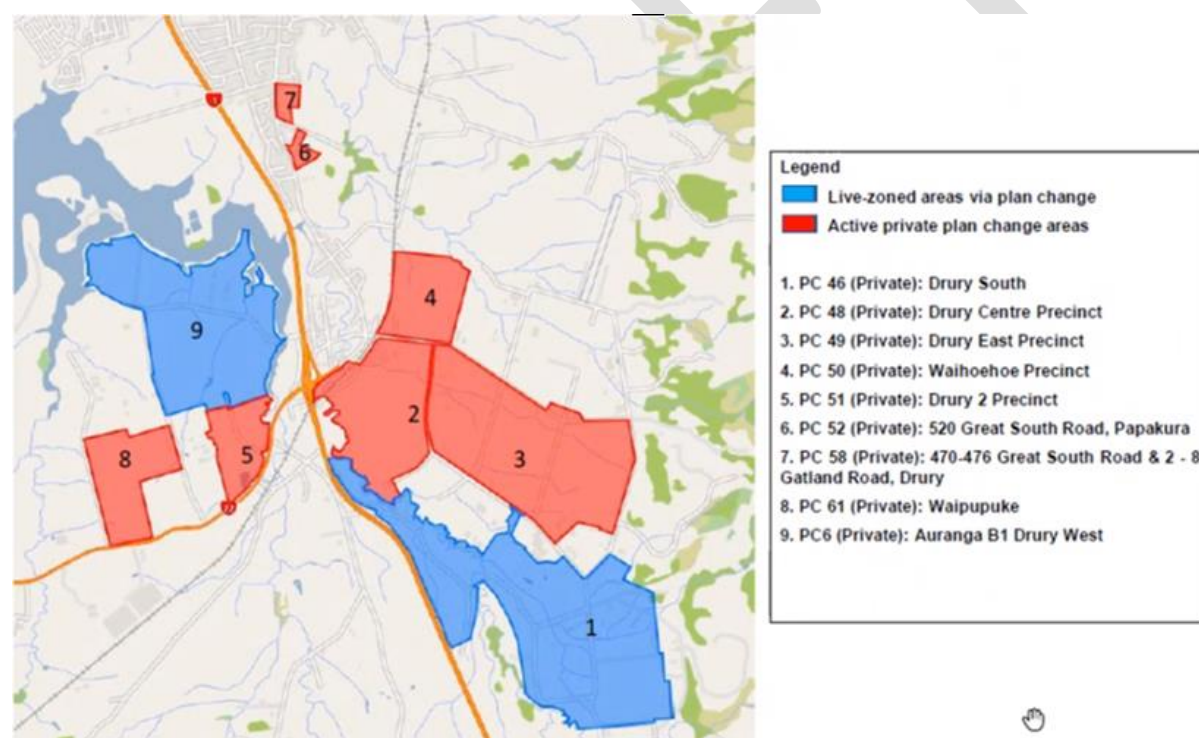 1
7
6
4
9
2
5
8
3
1
Legend
Live-zoned areas via plan change
Active private plan change areas
1. PC 46 (Private): Drury South
2. PC 48 (Private): Drury Centre Precinct
3. PC 49 (Private): Drury East Precinct
4. PC 50 (Private): Waihoehoe Precinct
5. PC 51 (Private): Drury 2 Precinct
6. PC 52 (Private): 520 Great South Road, Papakura
7. PC 58 (Private): 470-476 Great South Road & 2 - 8
Gatland Road, Drury
8. PC 61 (Private): Waipupuke
9. PC6 (Private): Auranga B1 Drury West